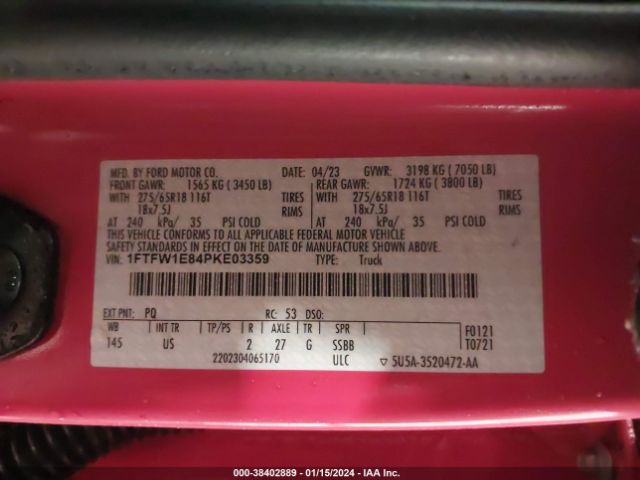 MFD. BY FORD MOTOR CO. DATE: 04/23 GVWR: 3198 KG ( 7050 LB)
FRONT GAWR: 1565 KG ( 3450 LB) REAR GAWR: 1724 KG ( 3800 LB)
WITH 275/65R18 116T TIRES WITH 275/65R18 116T TIRES
18x7.5J RIMS 18x7.5J RIMS
AT 240 kPa/ 35 PSI COLD AT 240 kPa/ 35 PSI COLD
THIS VEHICLE CONFORMS TO ALL APPLICABLE FEDERAL MOTOR VEHICLE
SAFETY STANDARDS IN EFFECT ON THE DATE OF MANUFACTURE SHOWN ABOVE.
VIN: 1FTFW1E84PKE03359 TYPE: Truck
EXT PNT: PQ RC: 53 DSO:
WB INT TR TP/PS R AXLE TR SPR F0121
145 US 2 27 G SSBB T0721
2202304065170 ULC ▽ 5U5A-3520472-AA
000-38402889 - 01/15/2024 - IAA Inc.